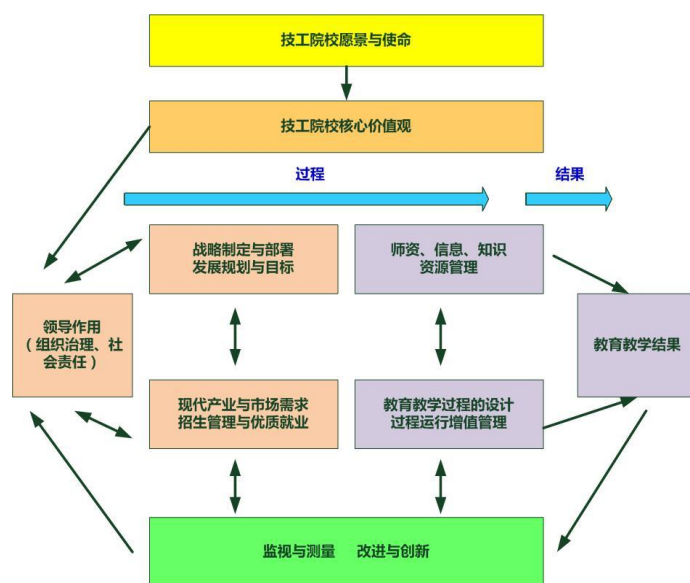 技工院校愿景与使命
技工院校核心价值观
过程
结果
战略制定与部署
发展规划与目标
师资、信息、知识
资源管理
领导作用
（组织治理、社
会责任）
教育教学结果
现代产业与市场需求
招生管理与优质就业
教育教学过程的设计
过程运行增值管理
监视与测量 改进与创新